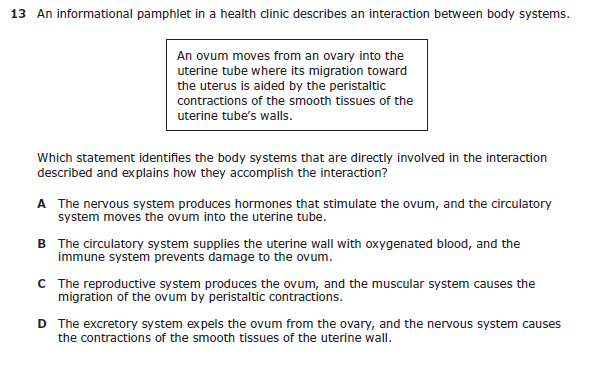 13 An informational pamphlet in a health clinic describes an interaction between body systems.
An ovum moves from an ovary into the
uterine tube where its migration toward
the uterus is aided by the peristaltic
contractions of the smooth tissues of the
uterine tube's walls.
Which statement identifies the body systems that are directly involved in the interaction
described and explains how they accomplish the interaction?
A The nervous system produces hormones that stimulate the ovum, and the circulatory
system moves the ovum into the uterine tube.
B The circulatory system supplies the uterine wall with oxygenated blood, and the
immune system prevents damage to the ovum.
C The reproductive system produces the ovum, and the muscular system causes the
migration of the ovum by peristaltic contractions.
D The excretory system expels the ovum from the ovary, and the nervous system causes
the contractions of the smooth tissues of the uterine wall.